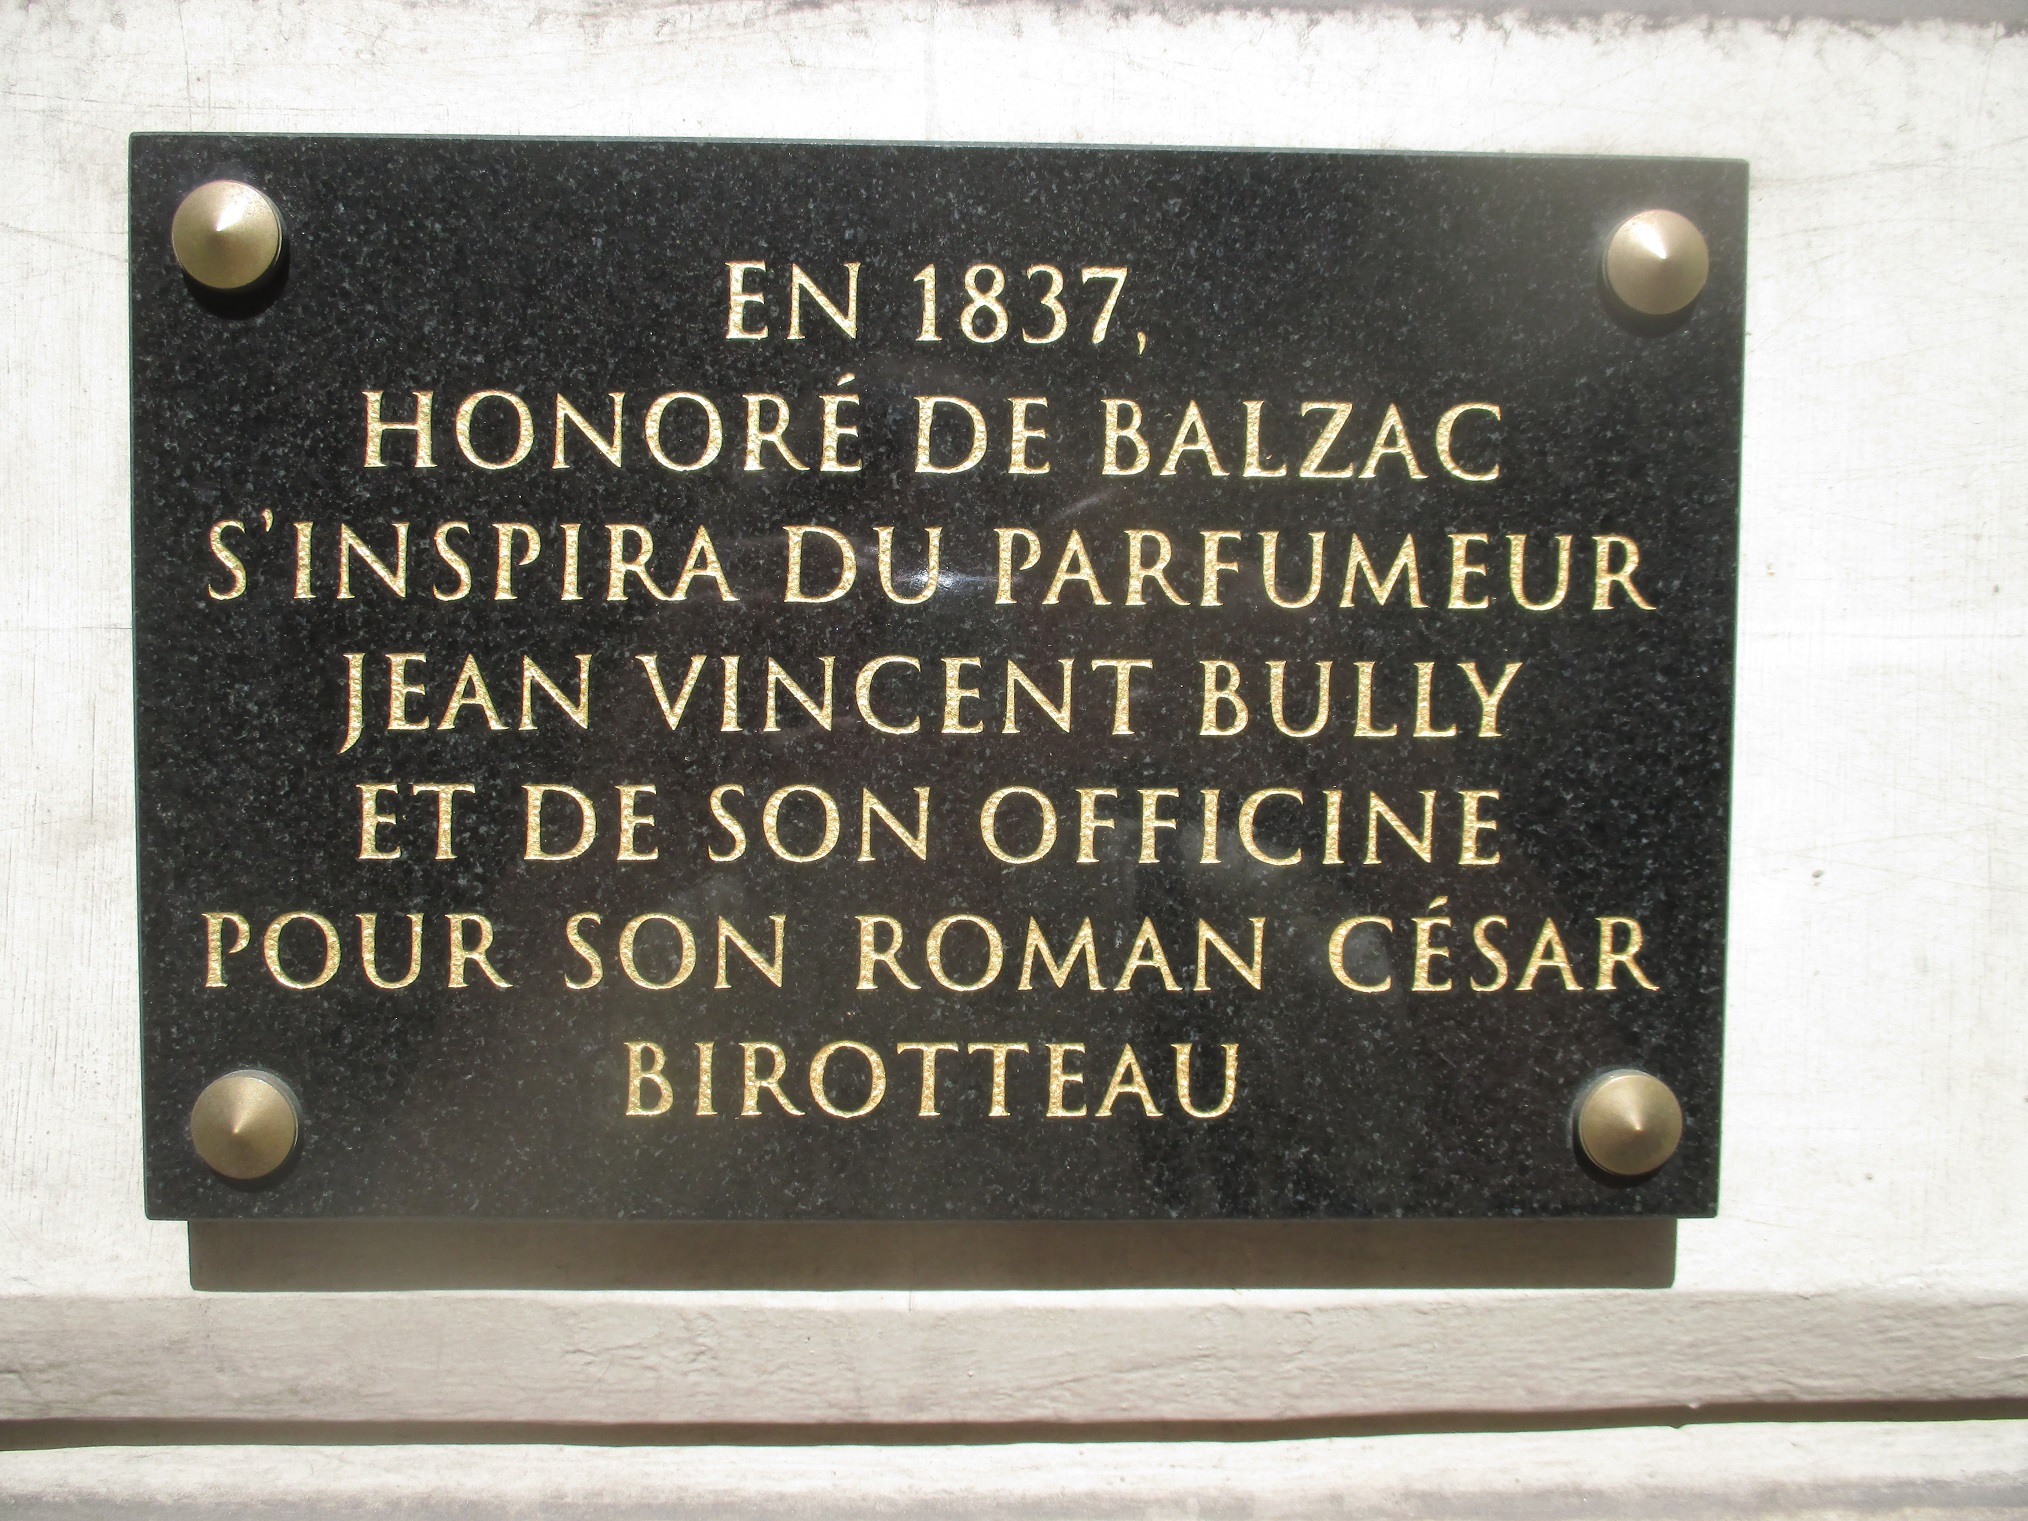 EN 1837,
HONORÉ DE BALZAC
S'INSPIRA DU PARFUMEUR
JEAN VINCENT BULLY
ET DE SON OFFICINE
POUR SON ROMAN CÉSAR
BIROTTEAU